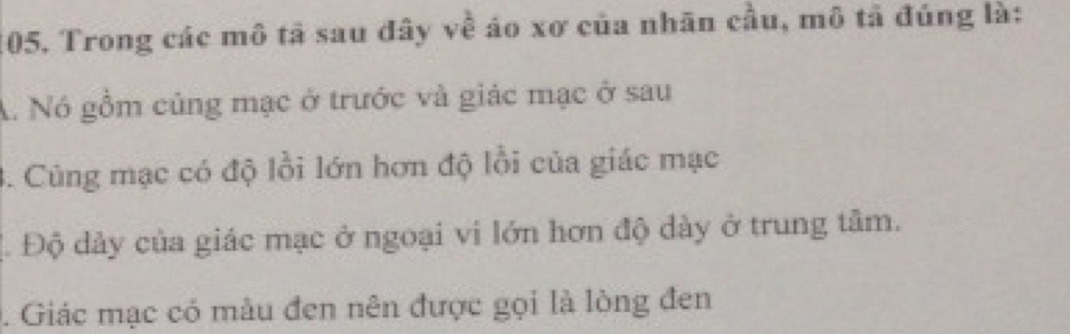 105. Trong các mô tả sau đây về áo xơ của nhãn cầu, mô tả đúng là:
A. Nó gồm củng mạc ở trước và giác mạc ở sau
B. Củng mạc có độ lồi lớn hơn độ lồi của giác mạc
C. Độ dày của giác mạc ở ngoại vi lớn hơn độ dày ở trung tâm.
D. Giác mạc có màu đen nên được gọi là lòng đen